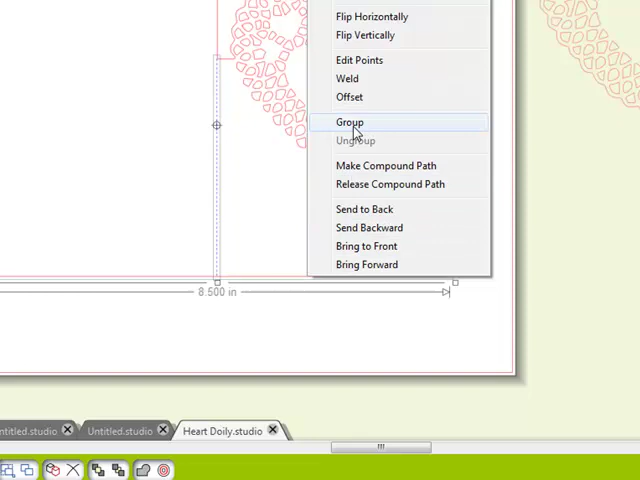 Flip Horizontally
Flip Vertically
Edit Points
Weld
Offset
Group
Ungroup
Make Compound Path
Release Compound Path
Send to Back
Send Backward
Bring to Front
Bring Forward
8.500 in
ntitled.studio
Untitled.studio
Heart Doily.studio